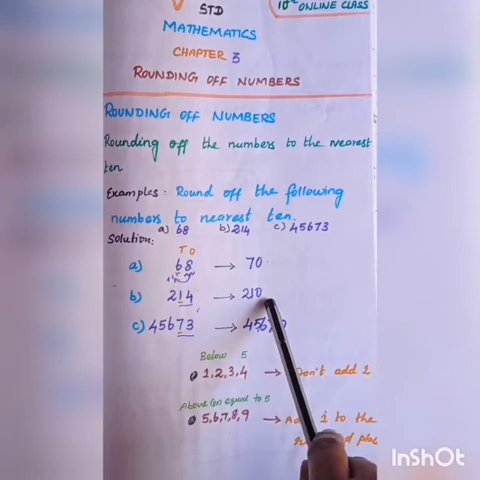 V STD
10th ONLINE CLASS
MATHEMATICS
CHAPTER 3
ROUNDING OFF NUMBERS
ROUNDING OFF NUMBERS
Rounding off the numbers to the nearest
ten
Examples: Round off the following
numbers to nearest ten.
a) 68 b) 214 c) 45673
Solution:
T O
a) 68 → 70
b) 214 → 210
c) 45673 →
Below 5
1,2,3,4 → Don't add 1
Above (or) equal to 5
5,6,7,8,9 → 1 to the
InShOt